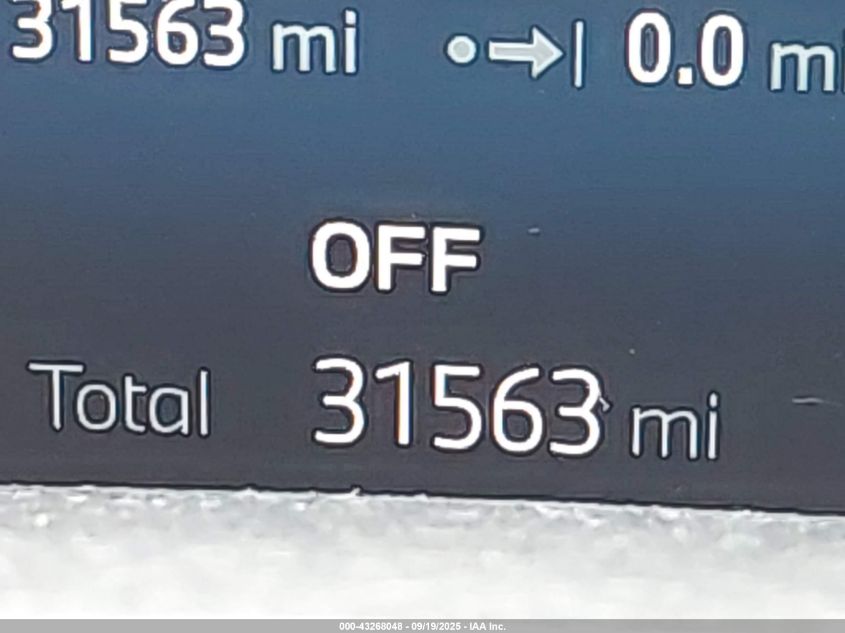 31563 mi 0.0 mi
OFF
Total 31563 mi
000-43268048 - 09/19/2025 - IAA Inc.